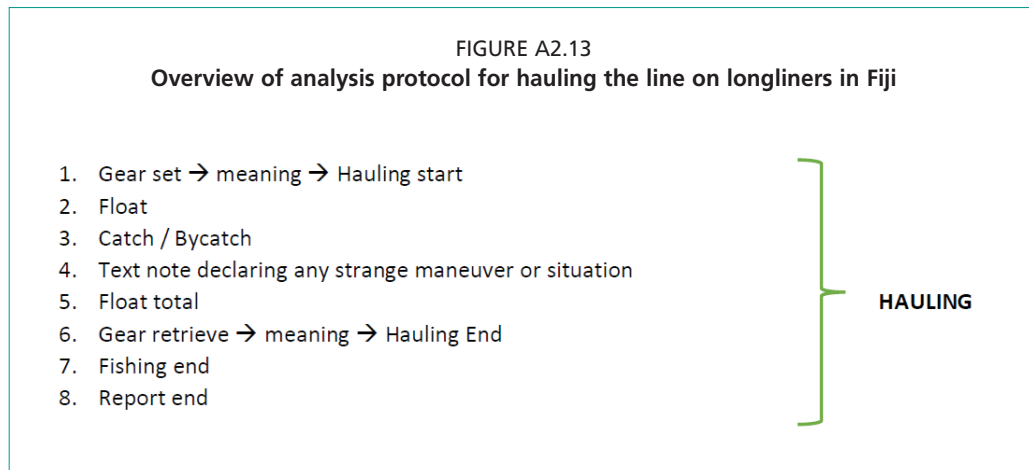 FIGURE A2.13
Overview of analysis protocol for hauling the line on longliners in Fiji
1. Gear set → meaning → Hauling start
2. Float
3. Catch / Bycatch
4. Text note declaring any strange maneuver or situation
5. Float total
HAULING
6. Gear retrieve → meaning → Hauling End
7. Fishing end
8. Report end